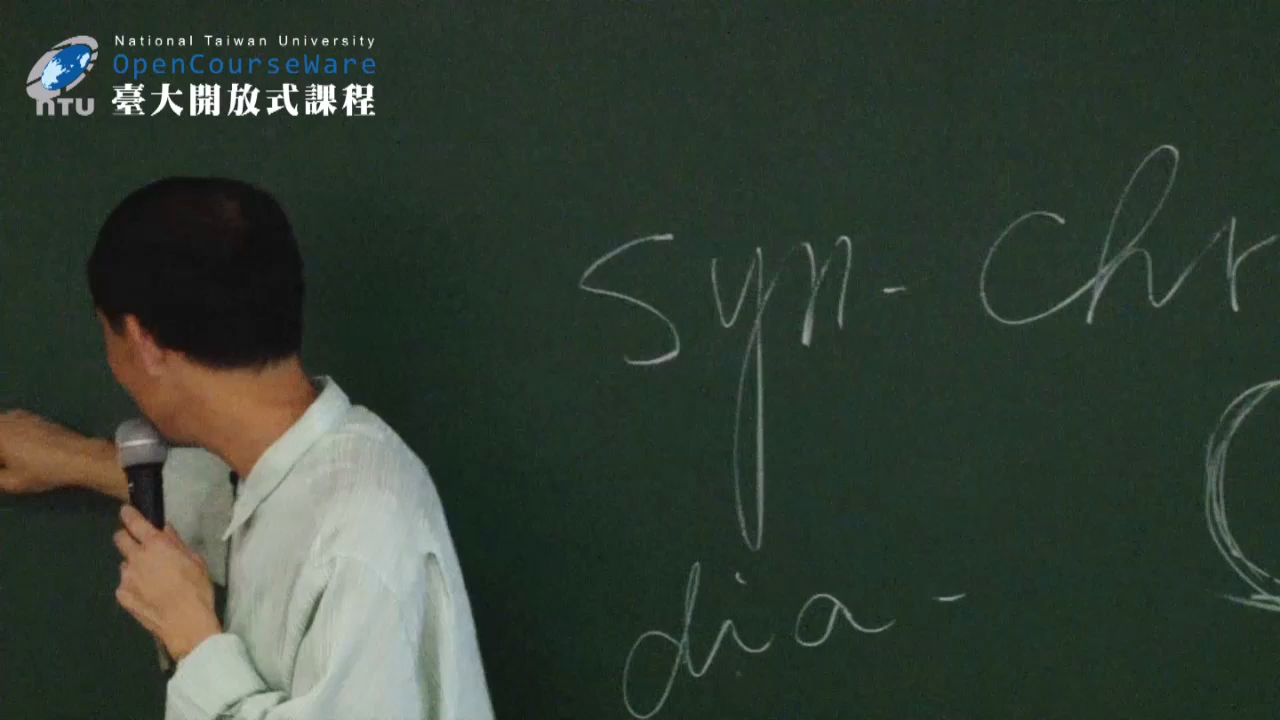 National Taiwan University
OpenCourseWare
NTU 臺大開放式課程
syn-chr
dia-